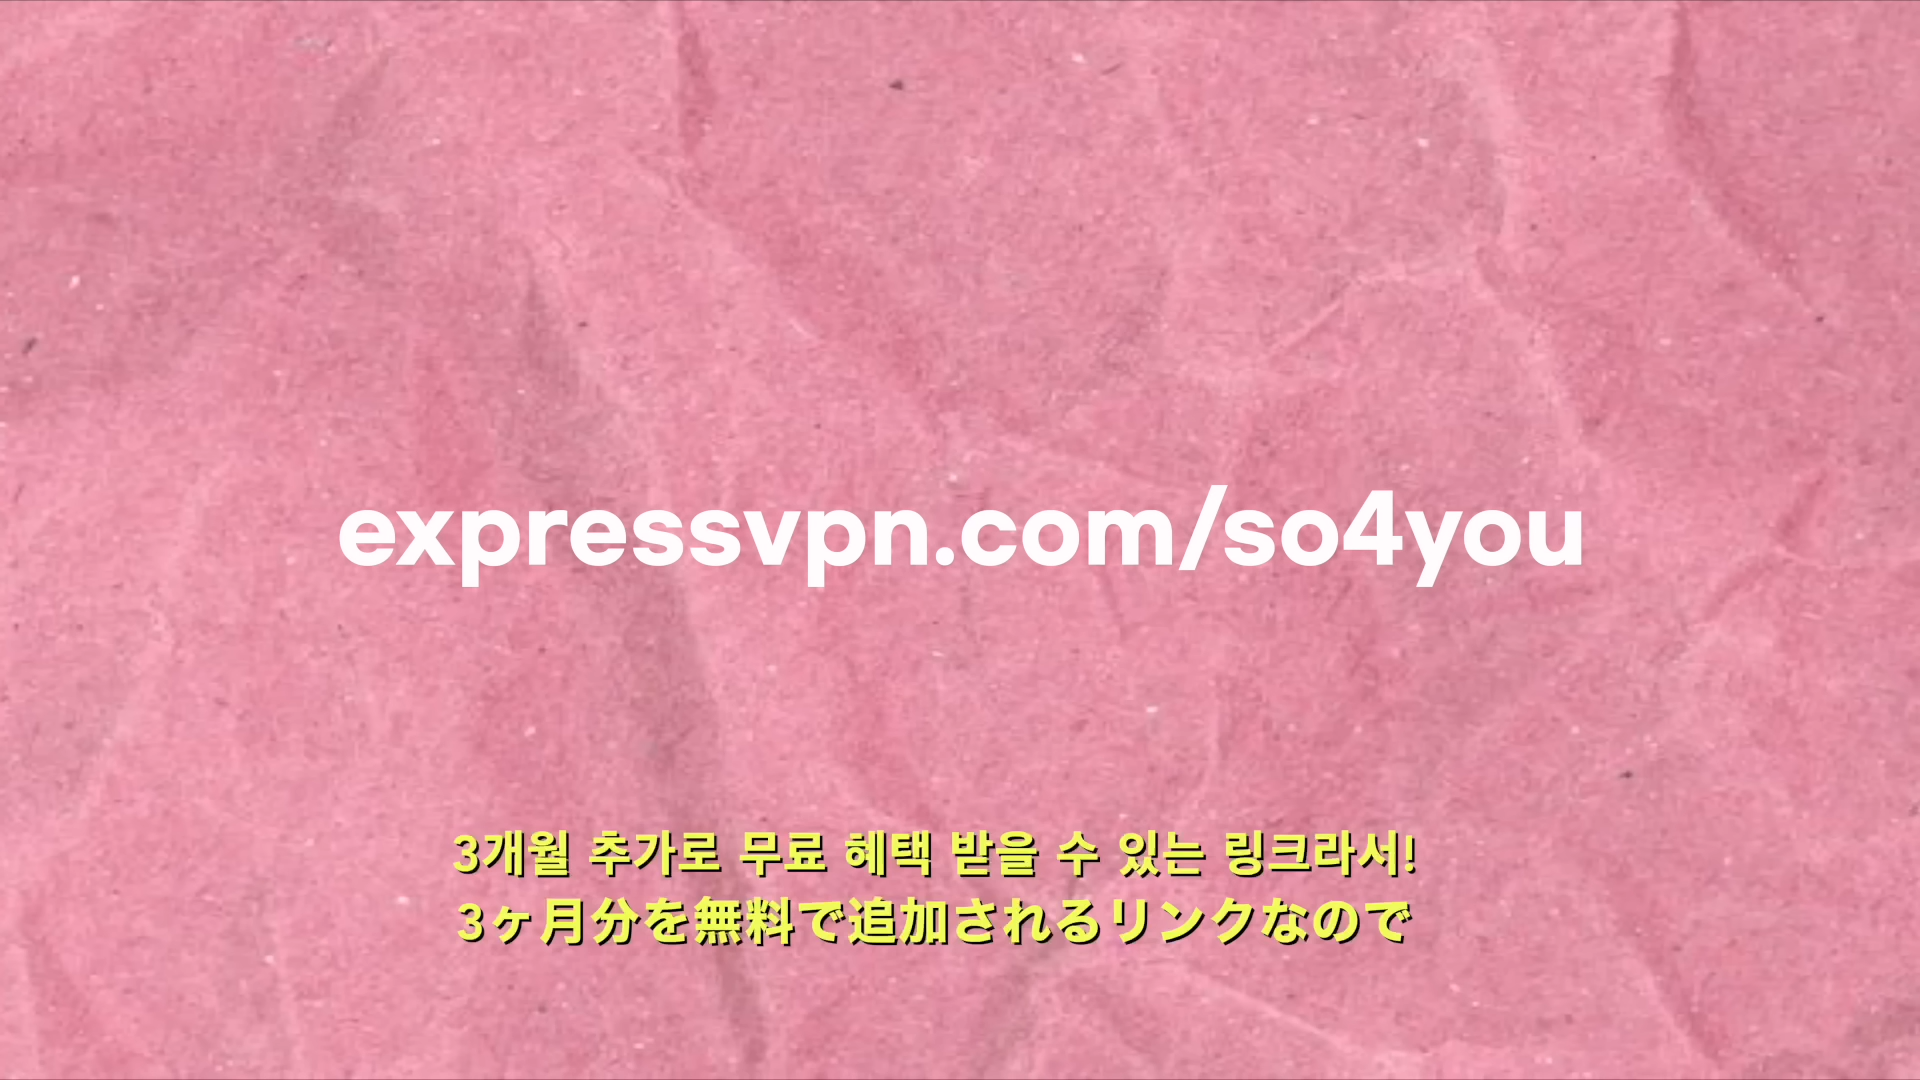 expressvpn.com/so4you
3개월 추가로 무료 혜택 받을 수 있는 링크라서!
3ヶ月分を無料で追加されるリンクなので